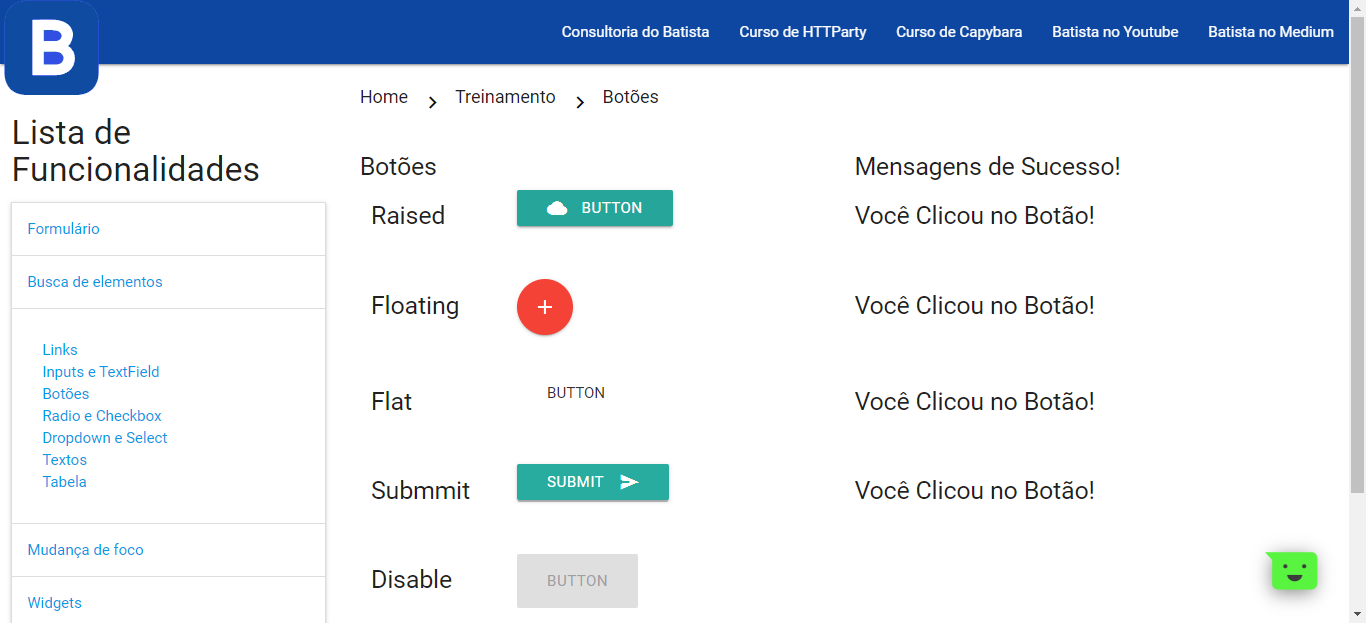 B
Consultoria do Batista
Curso de HTTParty
Curso de Capybara
Batista no Youtube
Batista no Medium
Home
Treinamento
Botões
Lista de
Funcionalidades
Formulário
Busca de elementos
Links
Inputs e TextField
Botões
Radio e Checkbox
Dropdown e Select
Textos
Tabela
Mudança de foco
Widgets
Botões
Mensagens de Sucesso!
Raised
BUTTON
Você Clicou no Botão!
Floating
Você Clicou no Botão!
Flat
BUTTON
Você Clicou no Botão!
Submmit
SUBMIT
Você Clicou no Botão!
Disable
BUTTON